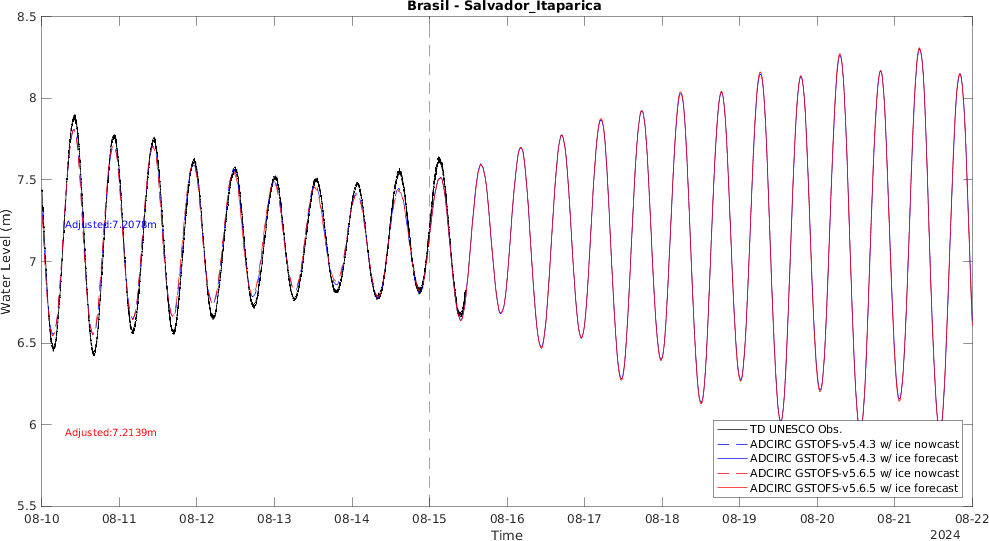 Brasil - Salvador_Itaparica
8.5
8
7.5
7
6.5
6
5.5
Water Level (m)
Adjusted:7.2078m
Adjusted:7.2139m
TD UNESCO Obs.
ADCIRC GSTOFS-v5.4.3 w/ ice nowcast
ADCIRC GSTOFS-v5.4.3 w/ ice forecast
ADCIRC GSTOFS-v5.6.5 w/ ice nowcast
ADCIRC GSTOFS-v5.6.5 w/ ice forecast
08-10 08-11 08-12 08-13 08-14 08-15 08-16 08-17 08-18 08-19 08-20 08-21 08-22
Time
2024